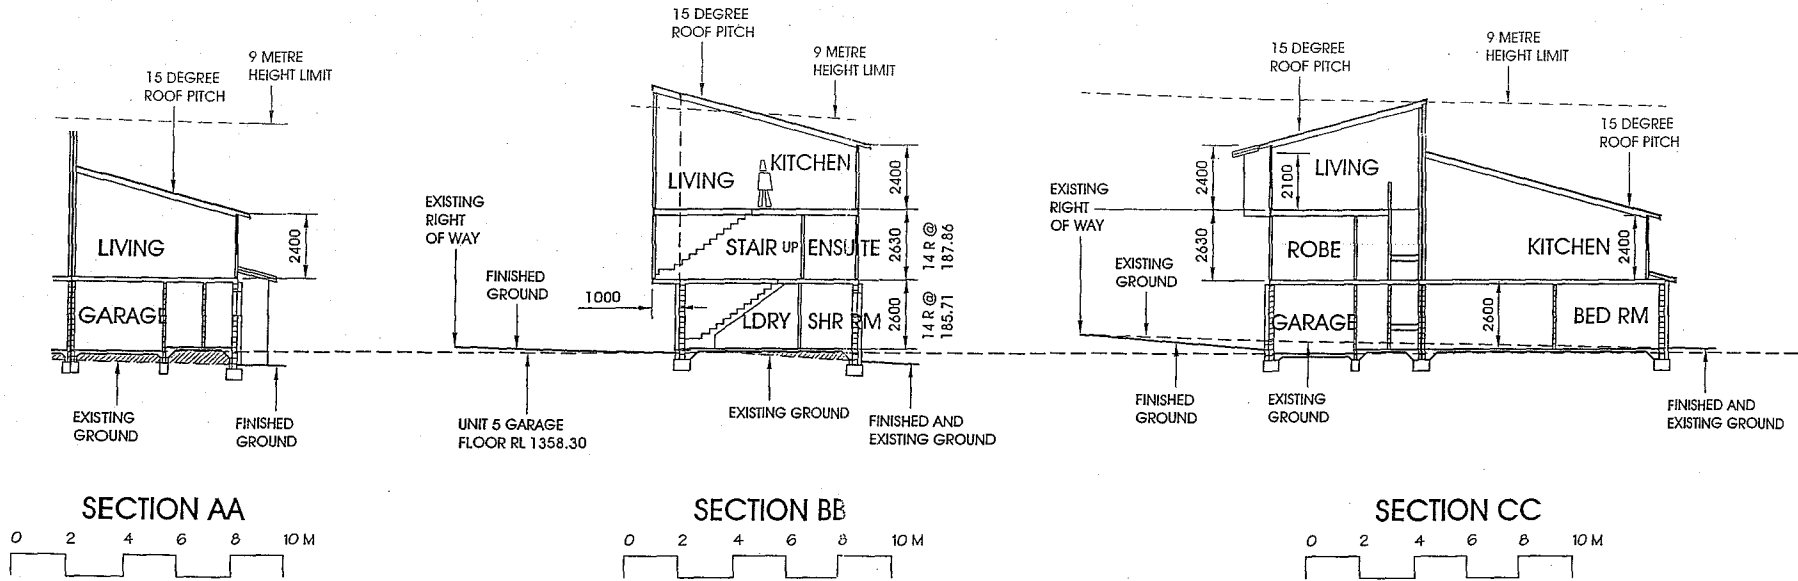 15 DEGREE
ROOF PITCH
9 METRE
HEIGHT LIMIT
LIVING
2400
GARAGE
EXISTING
GROUND
FINISHED
GROUND
SECTION AA
0 2 4 6 8 10 M
15 DEGREE
ROOF PITCH
9 METRE
HEIGHT LIMIT
KITCHEN
LIVING
2400
EXISTING
RIGHT
OF WAY
STAIR UP
ENSUITE
2630
14 R @
187.86
FINISHED
GROUND
1000
LDRY
SHR RM
2600
14 R @
185.71
UNIT 5 GARAGE
FLOOR RL 1358.30
EXISTING GROUND
FINISHED AND
EXISTING GROUND
SECTION BB
0 2 4 6 8 10 M
15 DEGREE
ROOF PITCH
9 METRE
HEIGHT LIMIT
15 DEGREE
ROOF PITCH
2400
2100
LIVING
EXISTING
RIGHT
OF WAY
2630
ROBE
KITCHEN
2400
EXISTING
GROUND
GARAGE
2600
BED RM
FINISHED
GROUND
EXISTING
GROUND
FINISHED AND
EXISTING GROUND
SECTION CC
0 2 4 6 8 10 M